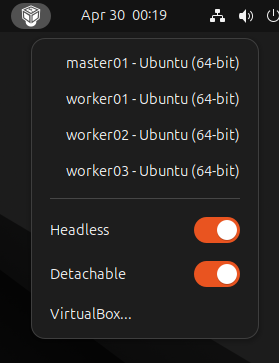 Apr 30 00:19
master01 - Ubuntu (64-bit)
worker01 - Ubuntu (64-bit)
worker02 - Ubuntu (64-bit)
worker03 - Ubuntu (64-bit)
Headless
Detachable
VirtualBox...